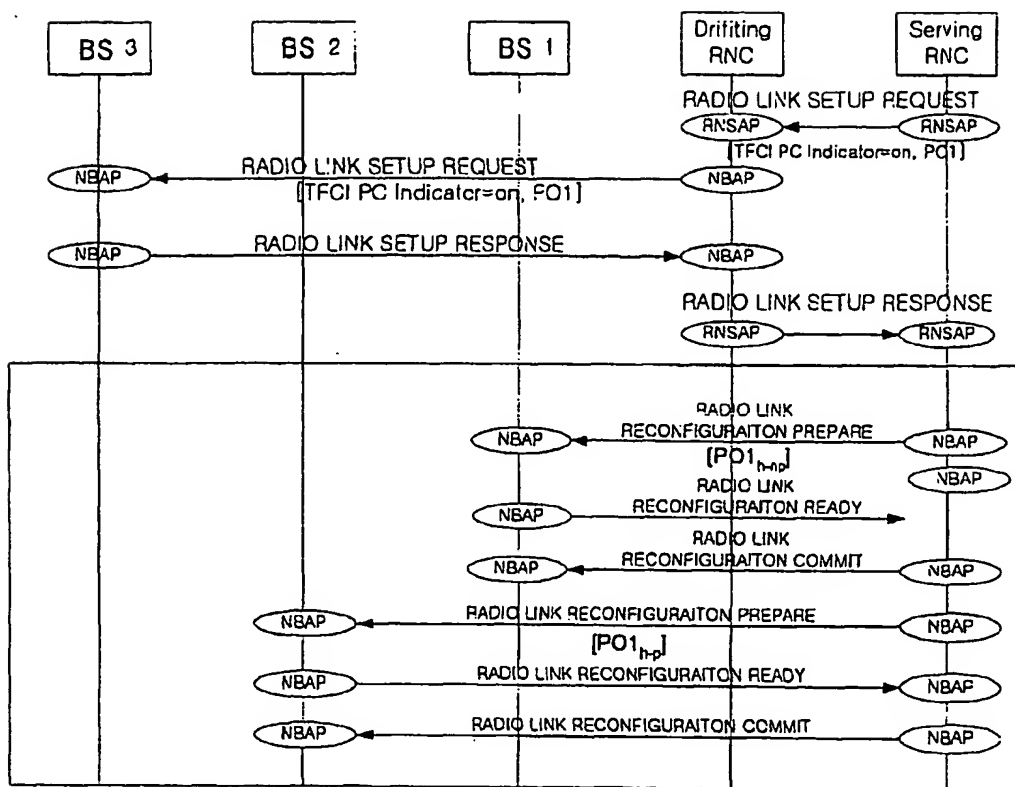 BS 3
BS 2
BS 1
Drifiting
RNC
Serving
RNC
RADIO LINK SETUP REQUEST
RNSAP
RNSAP
[TFCI PC Indicator=on, PO1]
RADIO LINK SETUP REQUEST
NBAP
NBAP
[TFCI PC Indicator=on, PO1]
RADIO LINK SETUP RESPONSE
NBAP
NBAP
RADIO LINK SETUP RESPONSE
RNSAP
RNSAP
RADIO LINK
RECONFIGURAITON PREPARE
NBAP
NBAP
[PO1h-np]
NBAP
RADIO LINK
RECONFIGURAITON READY
NBAP
RADIO LINK
RECONFIGURAITON COMMIT
NBAP
NBAP
RADIO LINK RECONFIGURAITON PREPARE
NBAP
NBAP
[PO1h-p]
RADIO LINK RECONFIGURAITON READY
NBAP
NBAP
RADIO LINK RECONFIGURAITON COMMIT
NBAP
NBAP